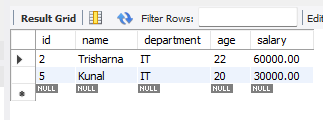 Result Grid Filter Rows: Edit
id name department age salary
2 Trisharna IT 22 60000.00
5 Kunal IT 20 30000.00
NULL NULL NULL NULL NULL